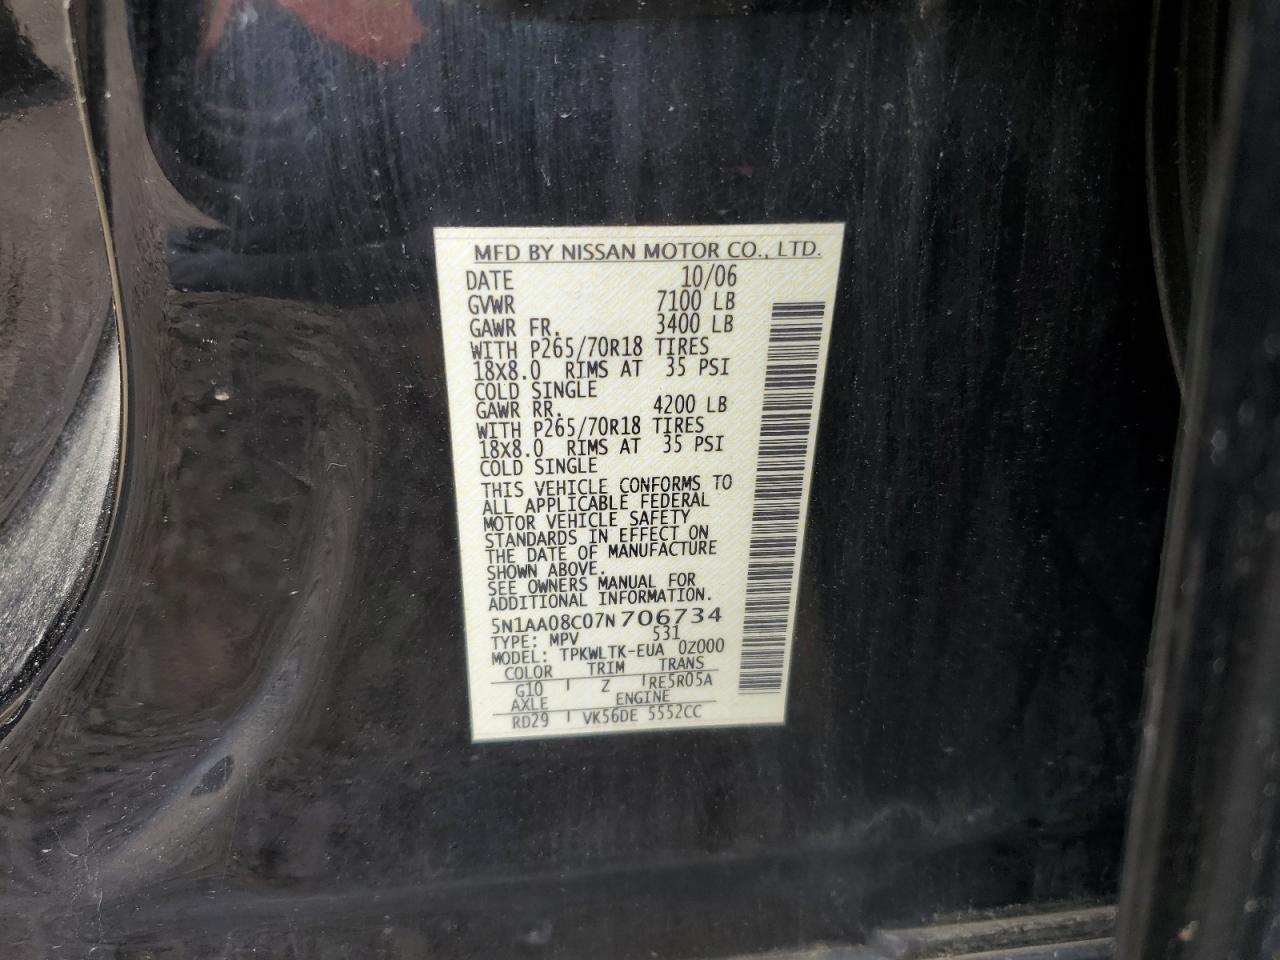 MFD BY NISSAN MOTOR CO., LTD.
DATE 10/06
GVWR 7100 LB
GAWR FR. 3400 LB
WITH P265/70R18 TIRES
18X8.0 RIMS AT 35 PSI
COLD SINGLE
GAWR RR. 4200 LB
WITH P265/70R18 TIRES
18X8.0 RIMS AT 35 PSI
COLD SINGLE
THIS VEHICLE CONFORMS TO
ALL APPLICABLE FEDERAL
MOTOR VEHICLE SAFETY
STANDARDS IN EFFECT ON
THE DATE OF MANUFACTURE
SHOWN ABOVE.
SEE OWNERS MANUAL FOR
ADDITIONAL INFORMATION.
5N1AA08C07N706734
TYPE: MPV 531
MODEL: TPKWLTK-EUA 0Z000
COLOR TRIM TRANS
G10 Z RE5R05A
AXLE ENGINE
RD29 VK56DE 5552CC